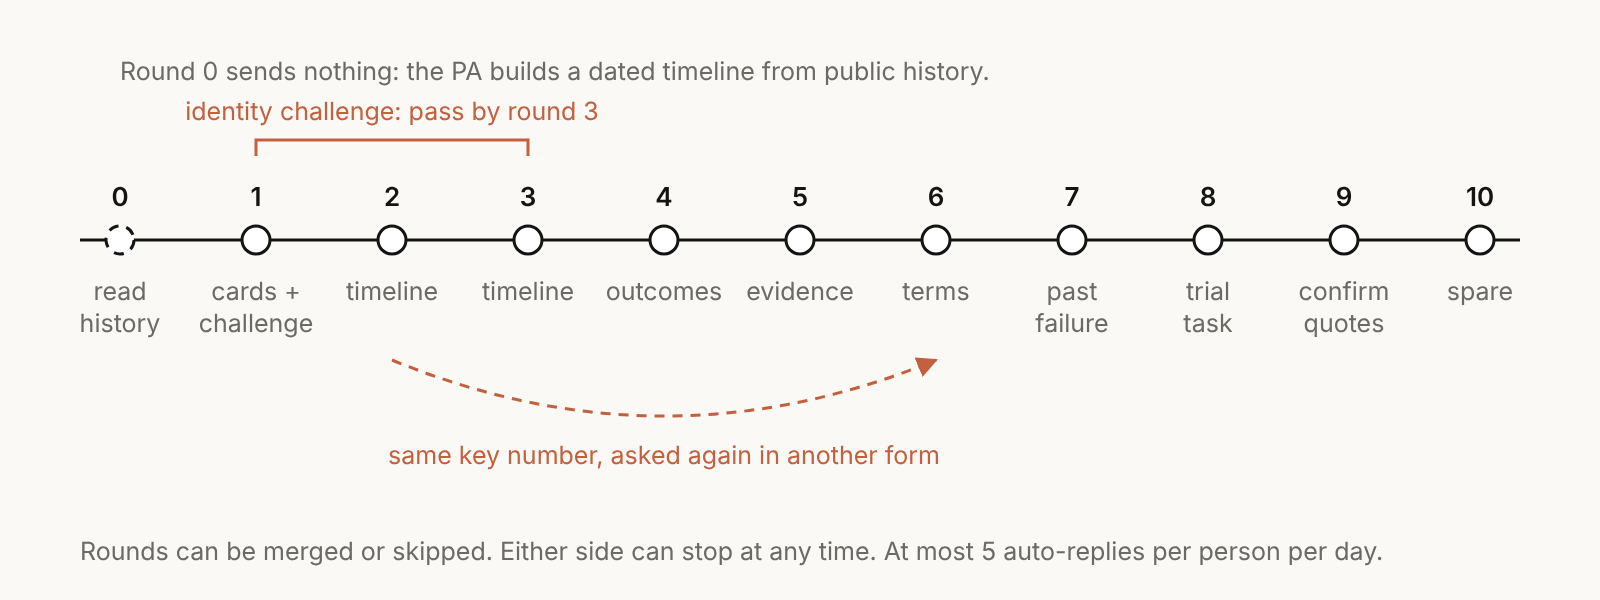 Round 0 sends nothing: the PA builds a dated timeline from public history.
identity challenge: pass by round 3
0 1 2 3 4 5 6 7 8 9 10
read cards + timeline timeline outcomes evidence terms past trial confirm spare
history challenge failure task quotes
same key number, asked again in another form
Rounds can be merged or skipped. Either side can stop at any time. At most 5 auto-replies per person per day.